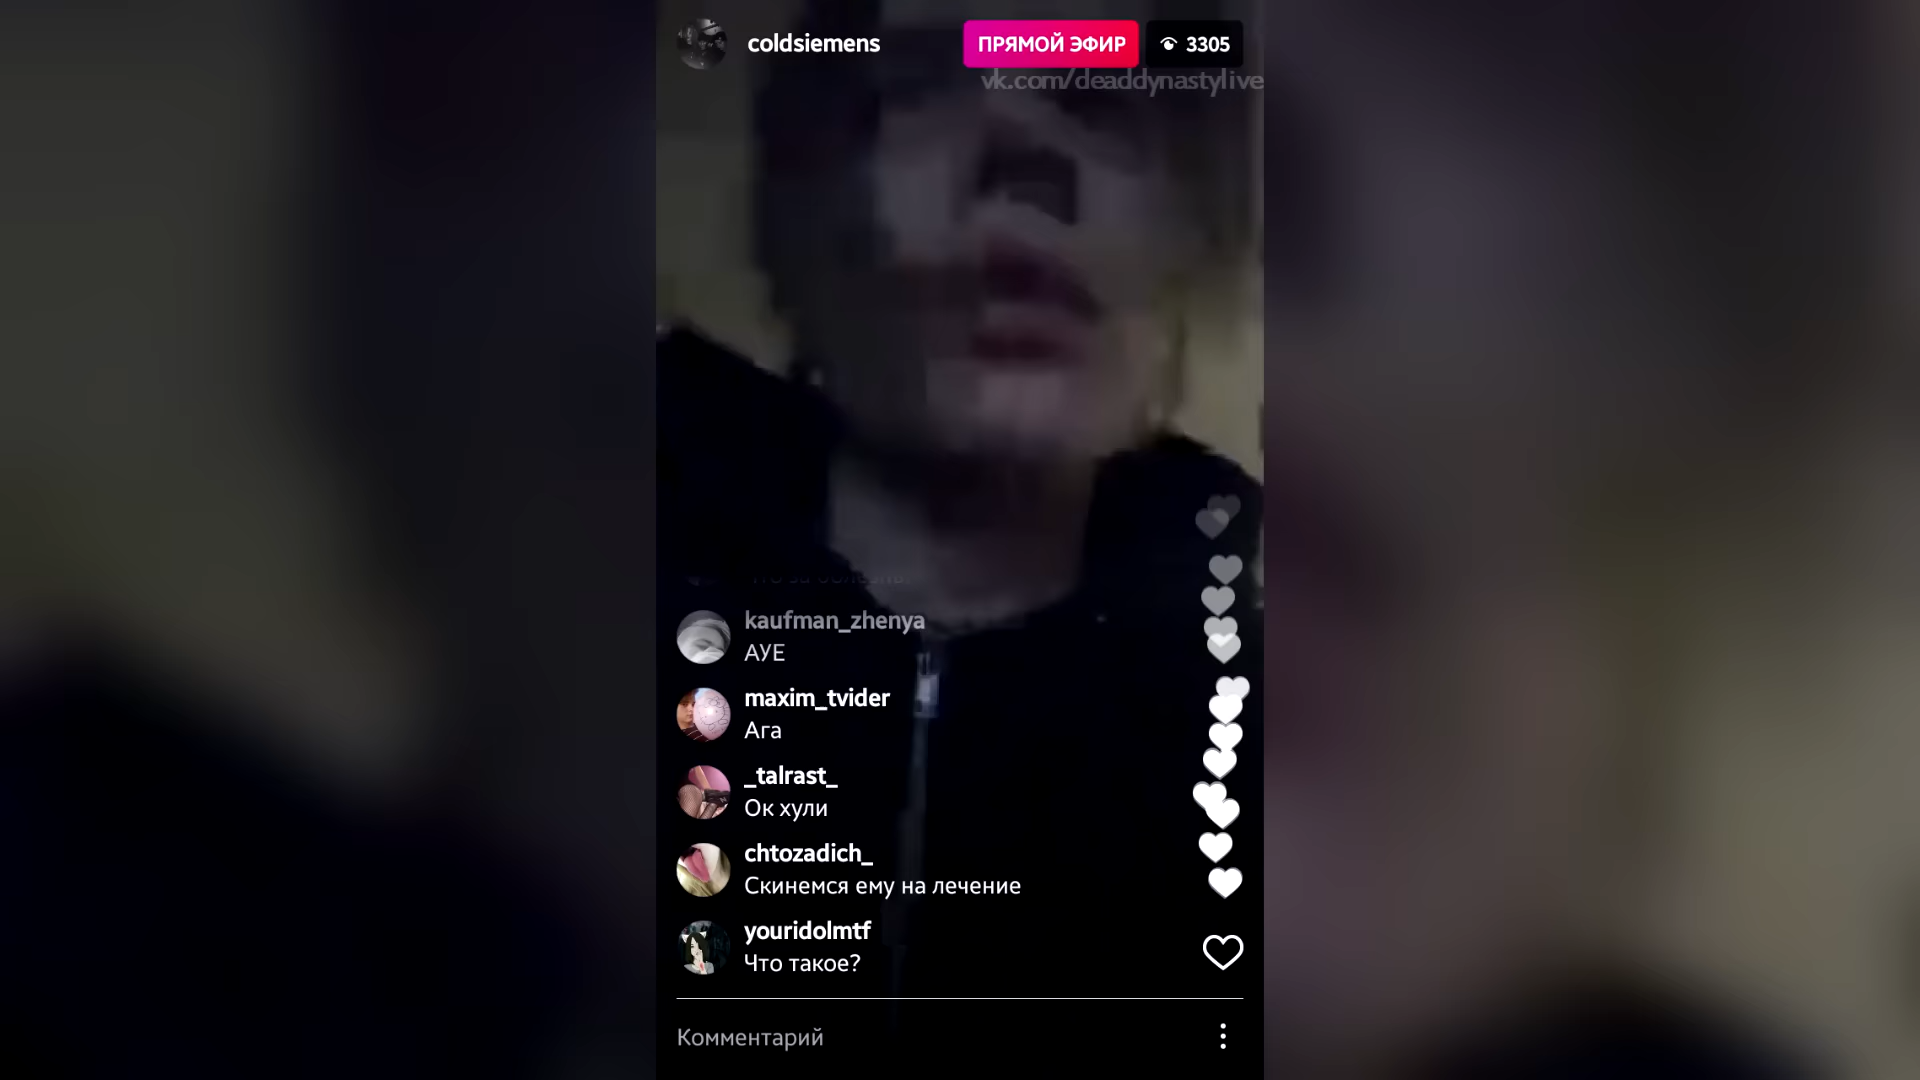 coldsiemens
ПРЯМОЙ ЭФИР
3305
vk.com/deaddynastylive
kaufman_zhenya
АУЕ
maxim_tvider
Ага
_talrast_
Ок хули
chtozadich_
Скинемся ему на лечение
youridolmtf
Что такое?
Комментарий